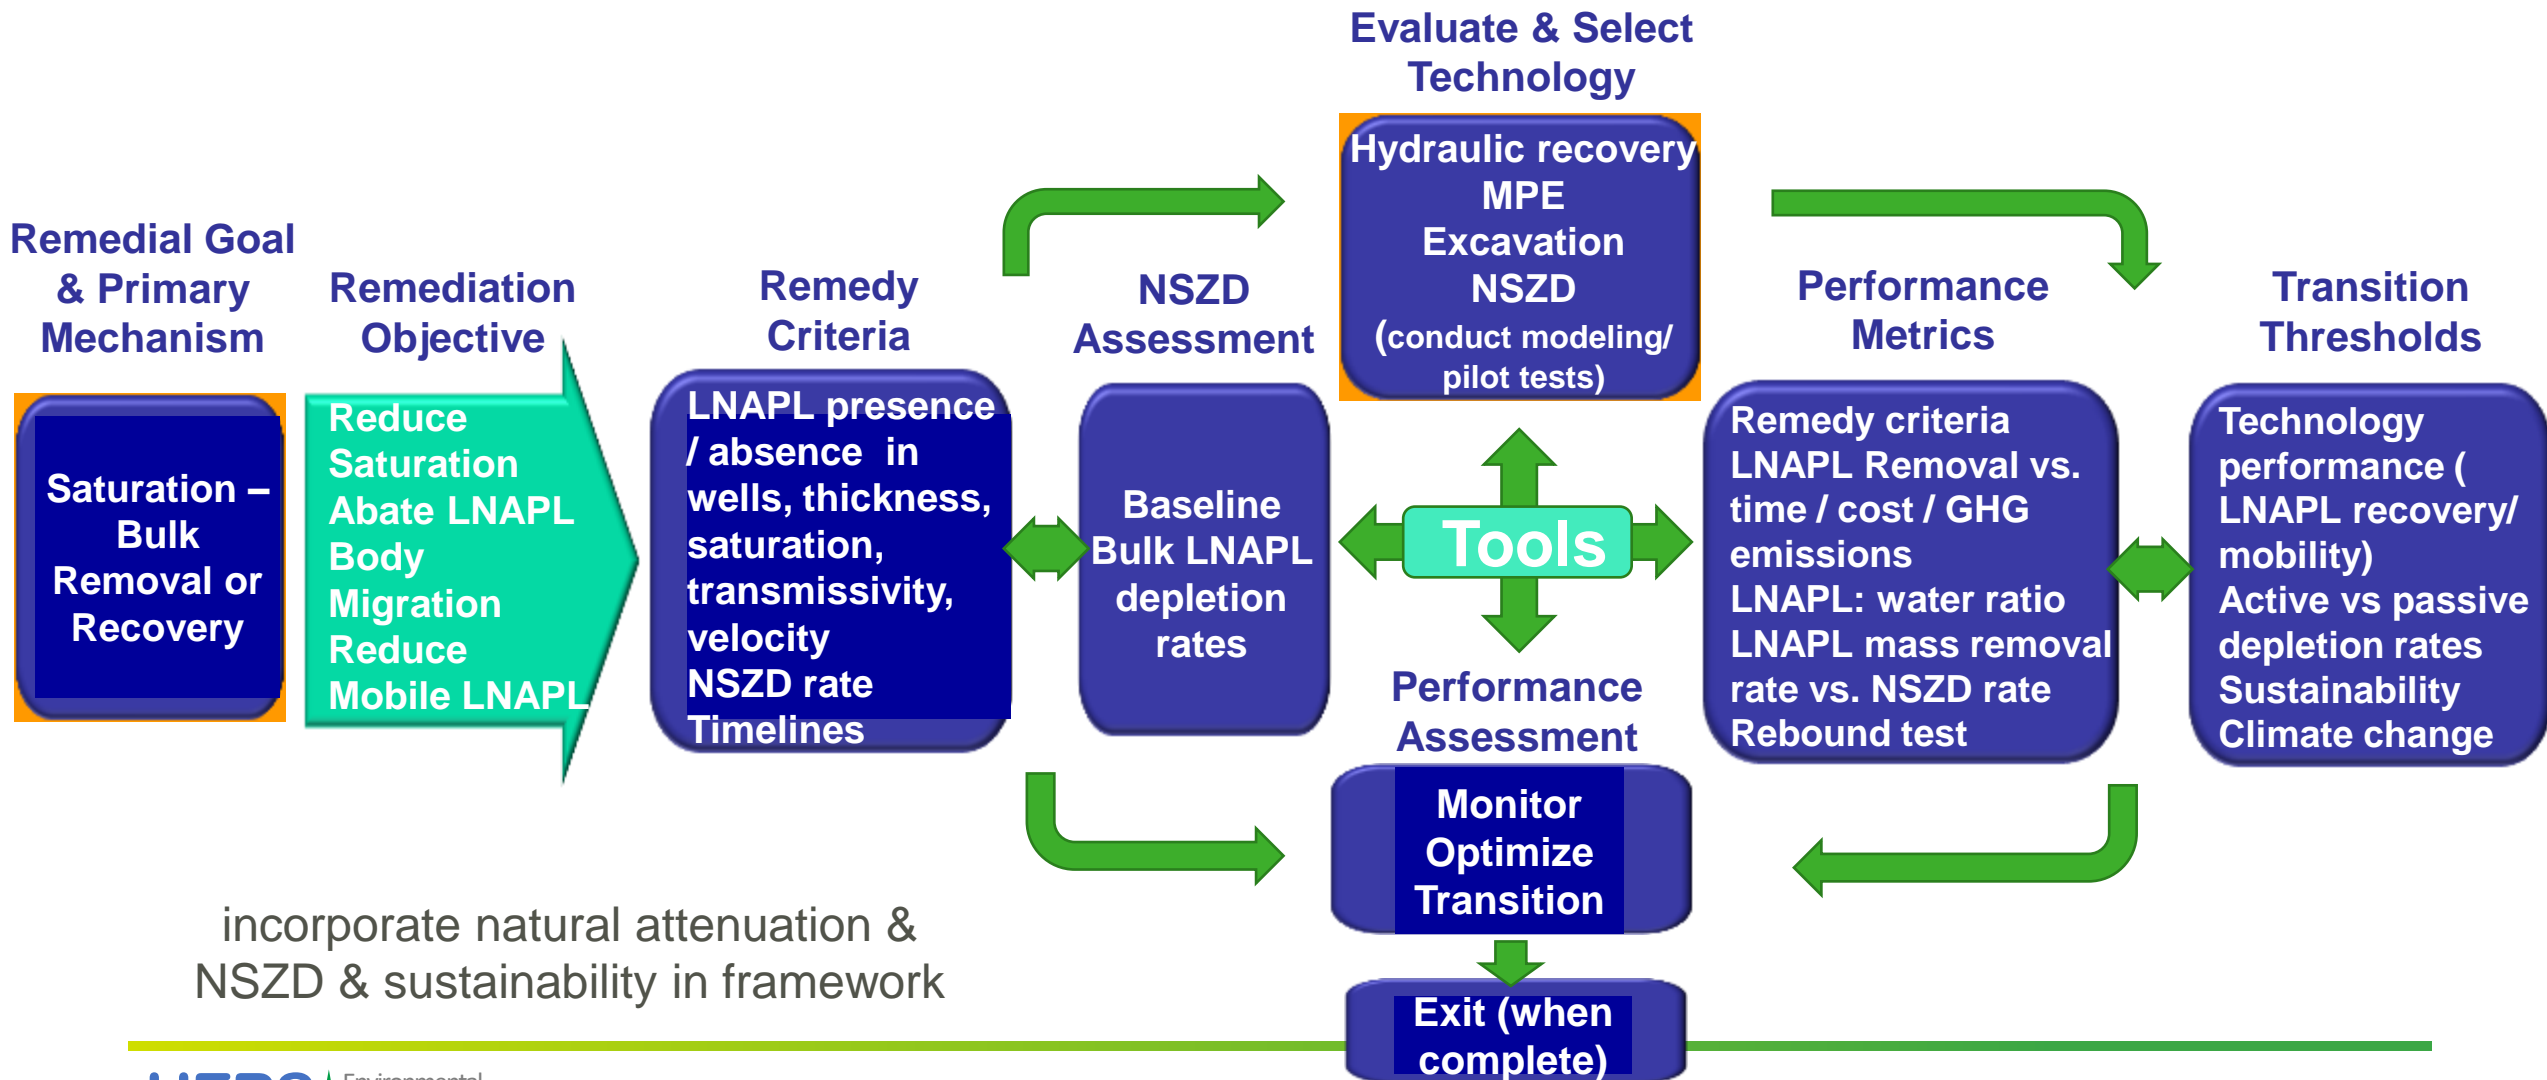 Evaluate & Select
Technology
Hydraulic recovery
MPE
Excavation
NSZD
(conduct modeling/
pilot tests)
Remedial Goal
& Primary
Mechanism
Saturation –
Bulk
Removal or
Recovery
Remediation
Objective
Reduce
Saturation
Abate LNAPL
Body
Migration
Reduce
Mobile LNAPL
Remedy
Criteria
LNAPL presence
/ absence in
wells, thickness,
saturation,
transmissivity,
velocity
NSZD rate
Timelines
NSZD
Assessment
Baseline
Bulk LNAPL
depletion
rates
Tools
Performance
Metrics
Remedy criteria
LNAPL Removal vs.
time / cost / GHG
emissions
LNAPL: water ratio
LNAPL mass removal
rate vs. NSZD rate
Rebound test
Transition
Thresholds
Technology
performance (
LNAPL recovery/
mobility)
Active vs passive
depletion rates
Sustainability
Climate change
Performance
Assessment
Monitor
Optimize
Transition
Exit (when
complete)
incorporate natural attenuation &
NSZD & sustainability in framework
Environmental